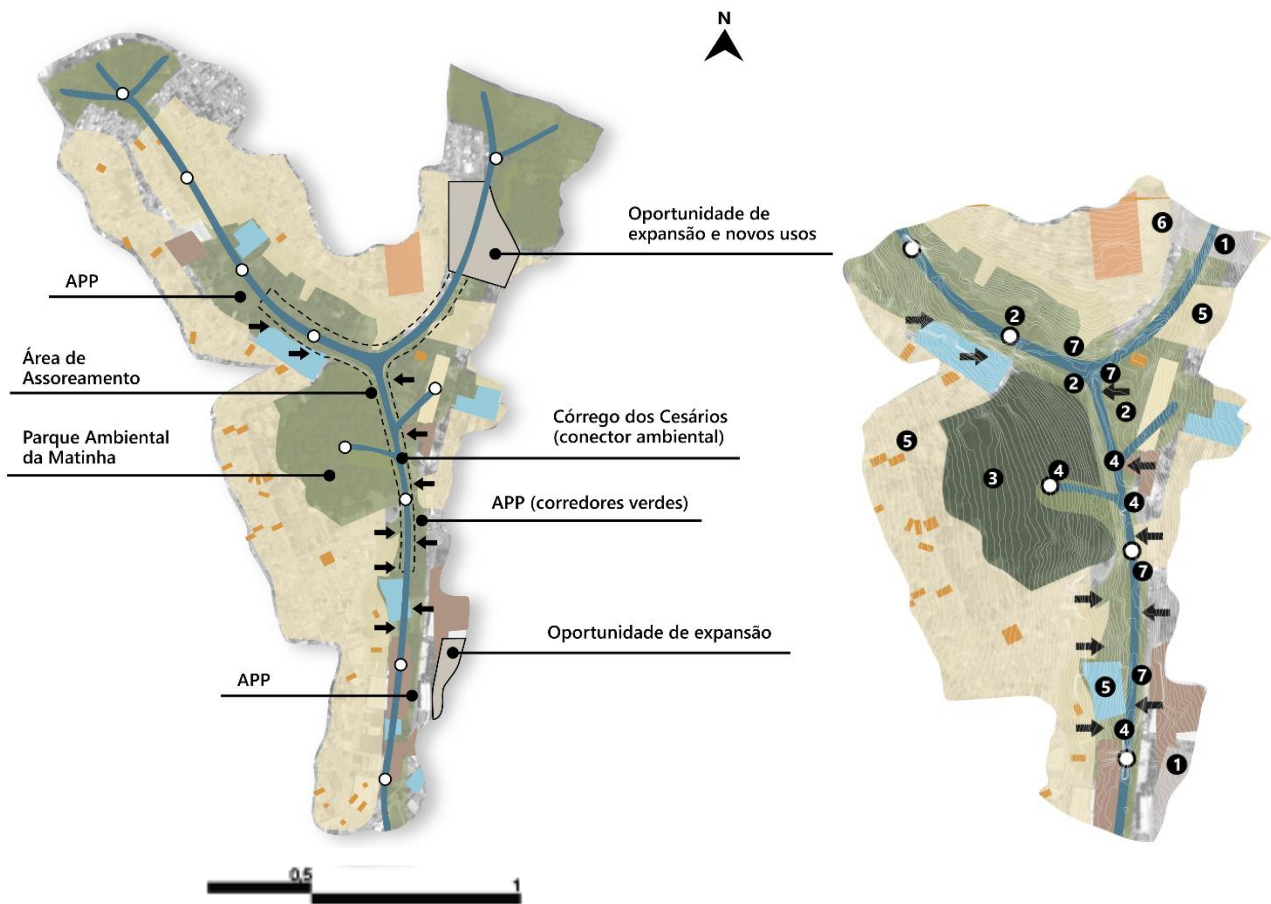 N
Oportunidade de
expansão e novos usos
APP
Área de
Assoreamento
Parque Ambiental
da Matinha
Córrego dos Cesários
(conector ambiental)
APP (corredores verdes)
Oportunidade de expansão
APP
0,5
1
6
1
2
5
7
7
2
2
5
4
3
4
4
7
5
7
4
1